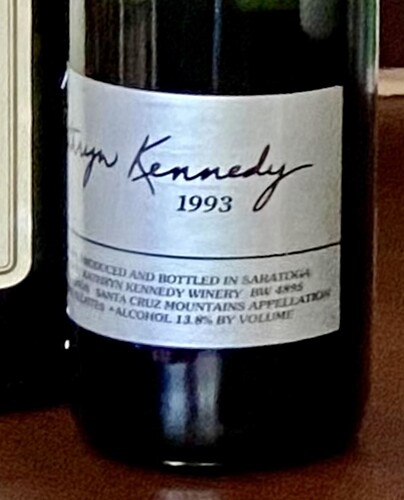 Kennedy
1993
PRODUCED AND BOTTLED IN SARATOGA
KATHRYN KENNEDY WINERY BW 4895
SANTA CRUZ MOUNTAINS APPELLATION
• ALCOHOL 13.8% BY VOLUME